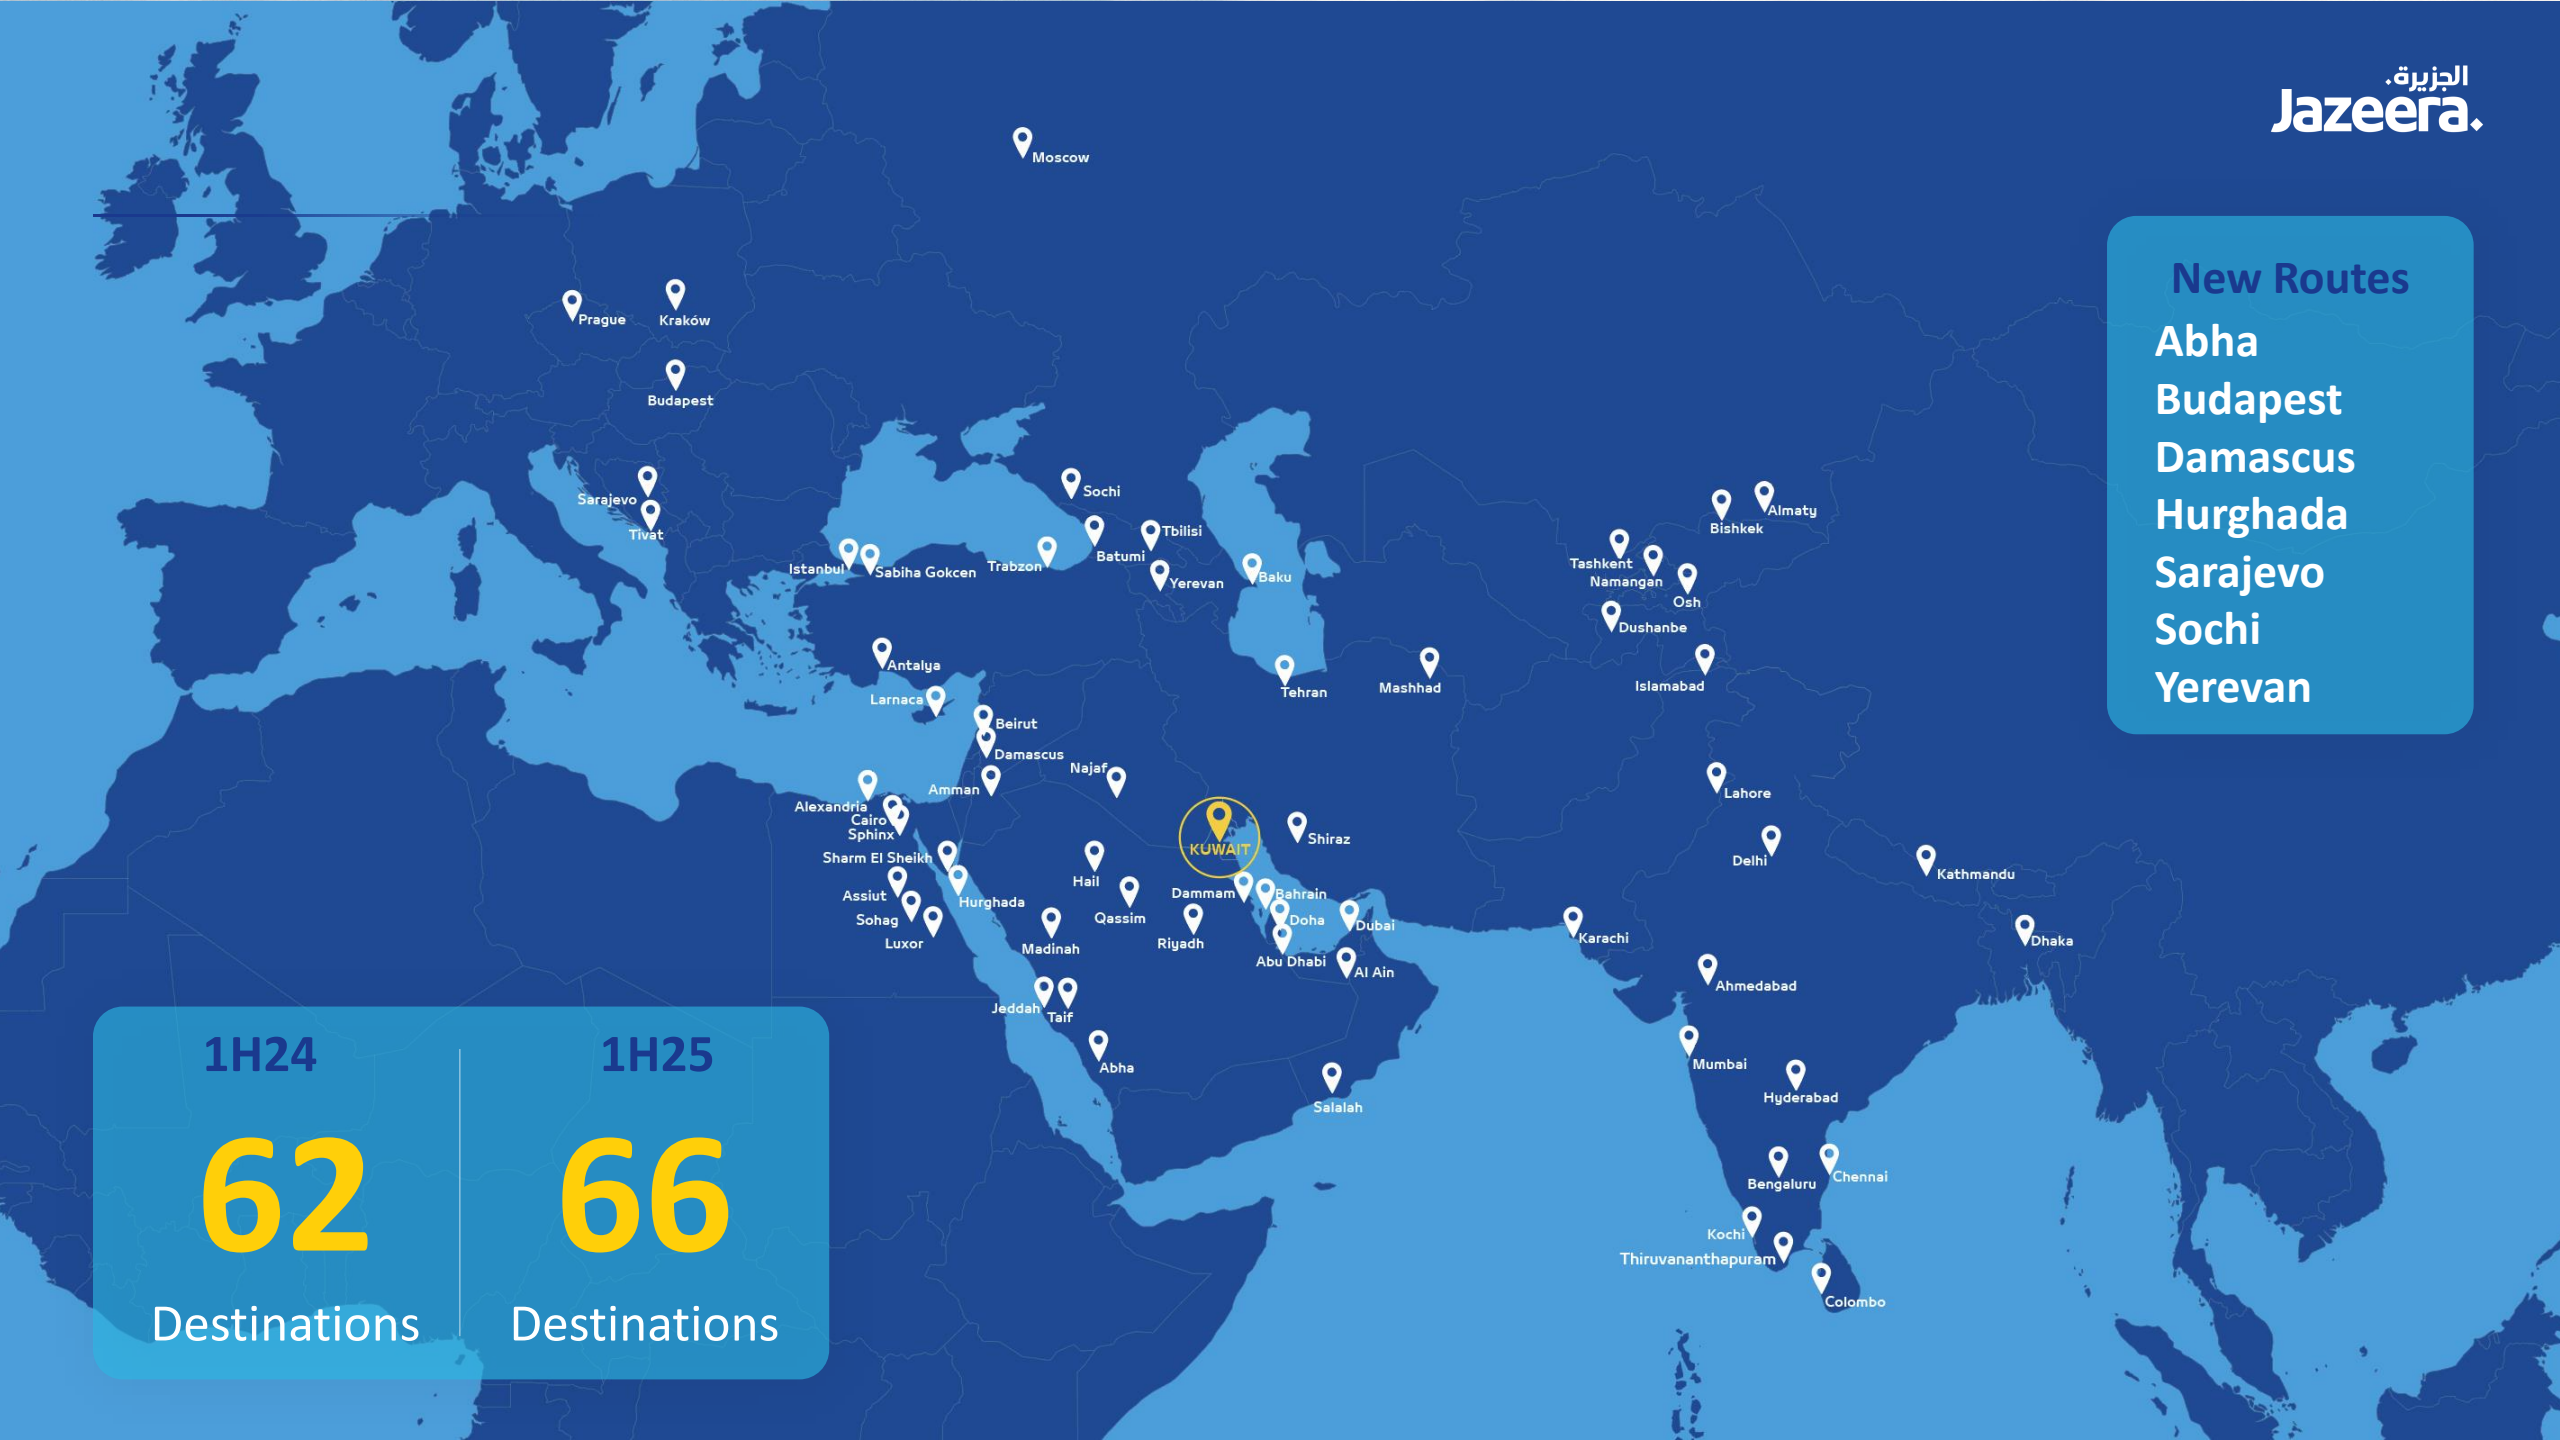 الجزيرة.
Jazeera.
New Routes
Abha
Budapest
Damascus
Hurghada
Sarajevo
Sochi
Yerevan
Moscow
Prague
Kraków
Budapest
Sarajevo
Tivat
Sochi
Istanbul
Sabiha Gokcen
Trabzon
Batumi
Tbilisi
Yerevan
Baku
Tashkent
Namangan
Bishkek
Almaty
Osh
Dushanbe
Islamabad
Antalya
Larnaca
Tehran
Mashhad
Beirut
Damascus
Amman
Najaf
Alexandria
Cairo
Sphinx
Sharm El Sheikh
Assiut
Sohag
Luxor
Hurghada
KUWAIT
Shiraz
Hail
Qassim
Madinah
Riyadh
Dammam
Bahrain
Doha
Dubai
Abu Dhabi
Al Ain
Jeddah
Taif
Abha
Salalah
Lahore
Delhi
Kathmandu
Karachi
Dhaka
Ahmedabad
Mumbai
Hyderabad
Bengaluru
Chennai
Kochi
Thiruvananthapuram
Colombo
1H24
62
Destinations
1H25
66
Destinations